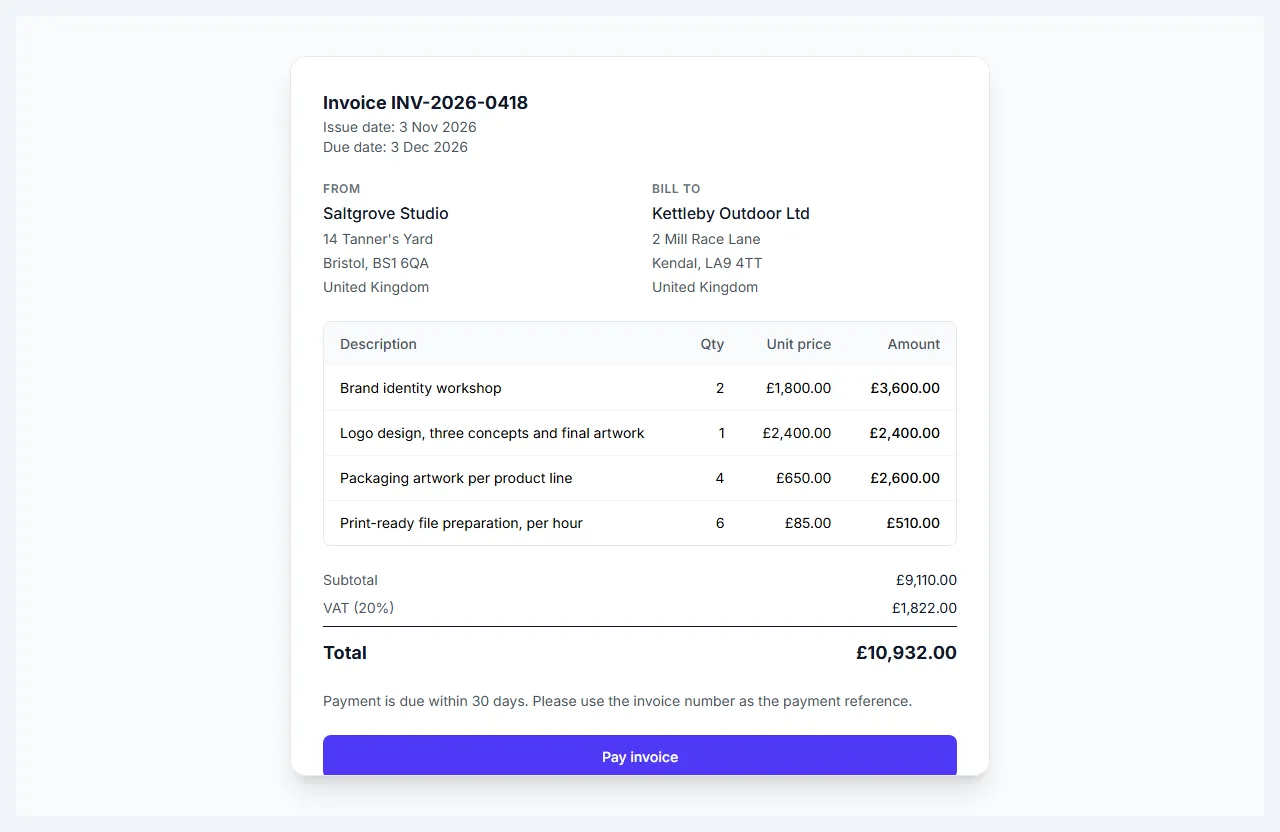 Invoice INV-2026-0418
Issue date: 3 Nov 2026
Due date: 3 Dec 2026
FROM
Saltgrove Studio
14 Tanner's Yard
Bristol, BS1 6QA
United Kingdom
BILL TO
Kettleby Outdoor Ltd
2 Mill Race Lane
Kendal, LA9 4TT
United Kingdom
Description Qty Unit price Amount
Brand identity workshop 2 £1,800.00 £3,600.00
Logo design, three concepts and final artwork 1 £2,400.00 £2,400.00
Packaging artwork per product line 4 £650.00 £2,600.00
Print-ready file preparation, per hour 6 £85.00 £510.00
Subtotal £9,110.00
VAT (20%) £1,822.00
Total £10,932.00
Payment is due within 30 days. Please use the invoice number as the payment reference.
Pay invoice